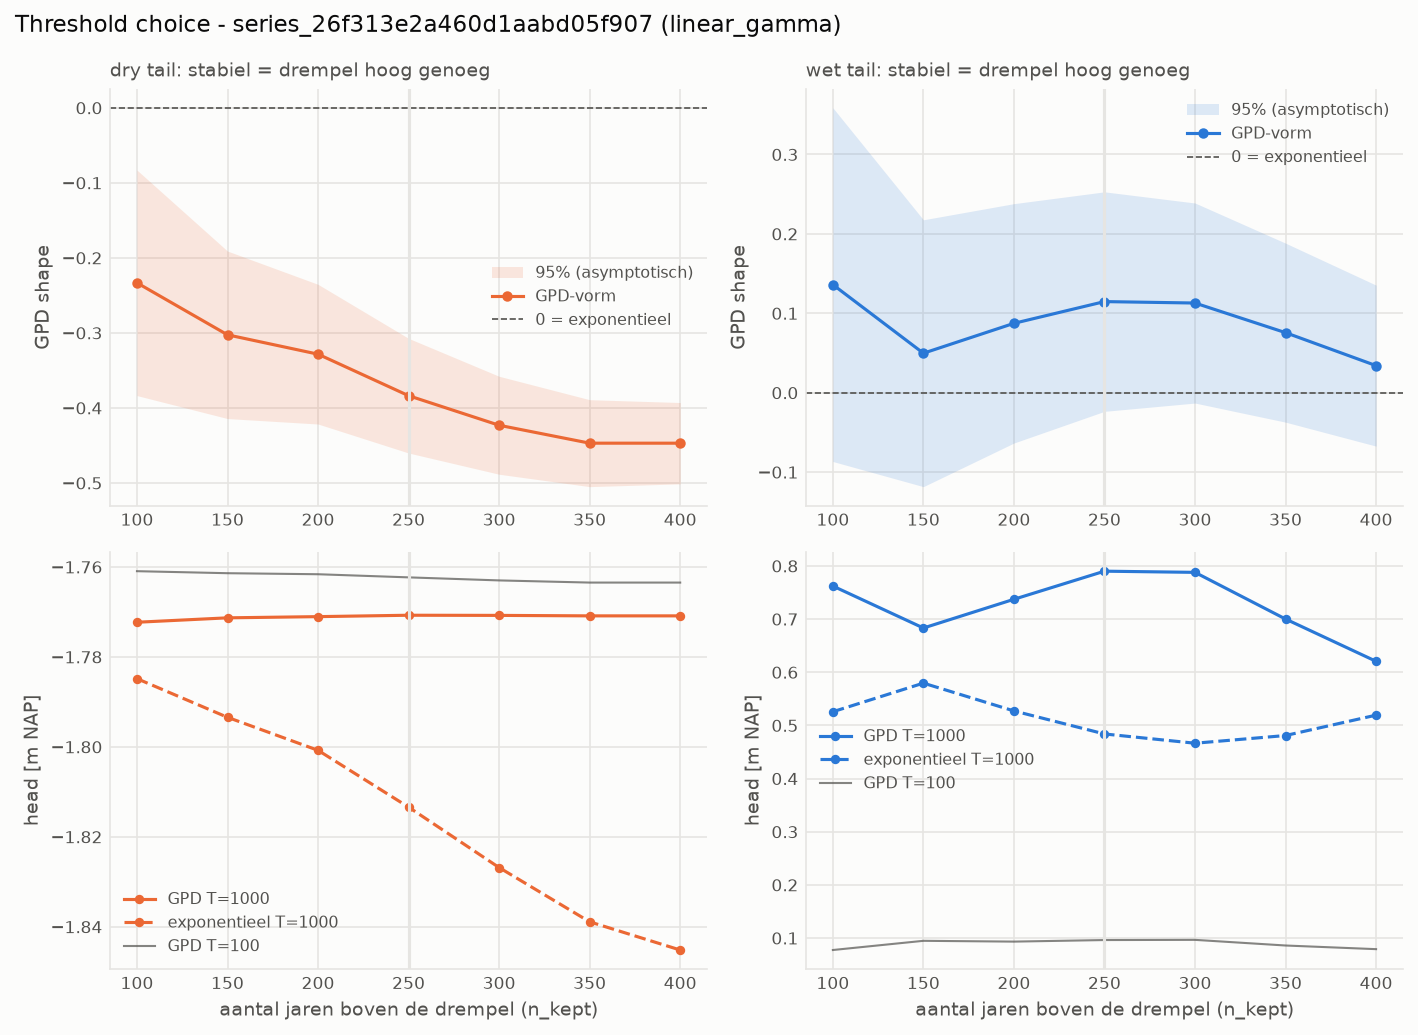 Threshold choice - series_26f313e2a460d1aabd05f907 (linear_gamma)
dry tail: stabiel = drempel hoog genoeg
GPD shape
0.0
−0.1
−0.2
−0.3
−0.4
−0.5
95% (asymptotisch)
GPD-vorm
0 = exponentieel
100 150 200 250 300 350 400
wet tail: stabiel = drempel hoog genoeg
GPD shape
0.3
0.2
0.1
0.0
−0.1
95% (asymptotisch)
GPD-vorm
0 = exponentieel
100 150 200 250 300 350 400
head [m NAP]
−1.76
−1.78
−1.80
−1.82
−1.84
GPD T=1000
exponentieel T=1000
GPD T=100
100 150 200 250 300 350 400
aantal jaren boven de drempel (n_kept)
head [m NAP]
0.8
0.7
0.6
0.5
0.4
0.3
0.2
0.1
GPD T=1000
exponentieel T=1000
GPD T=100
100 150 200 250 300 350 400
aantal jaren boven de drempel (n_kept)